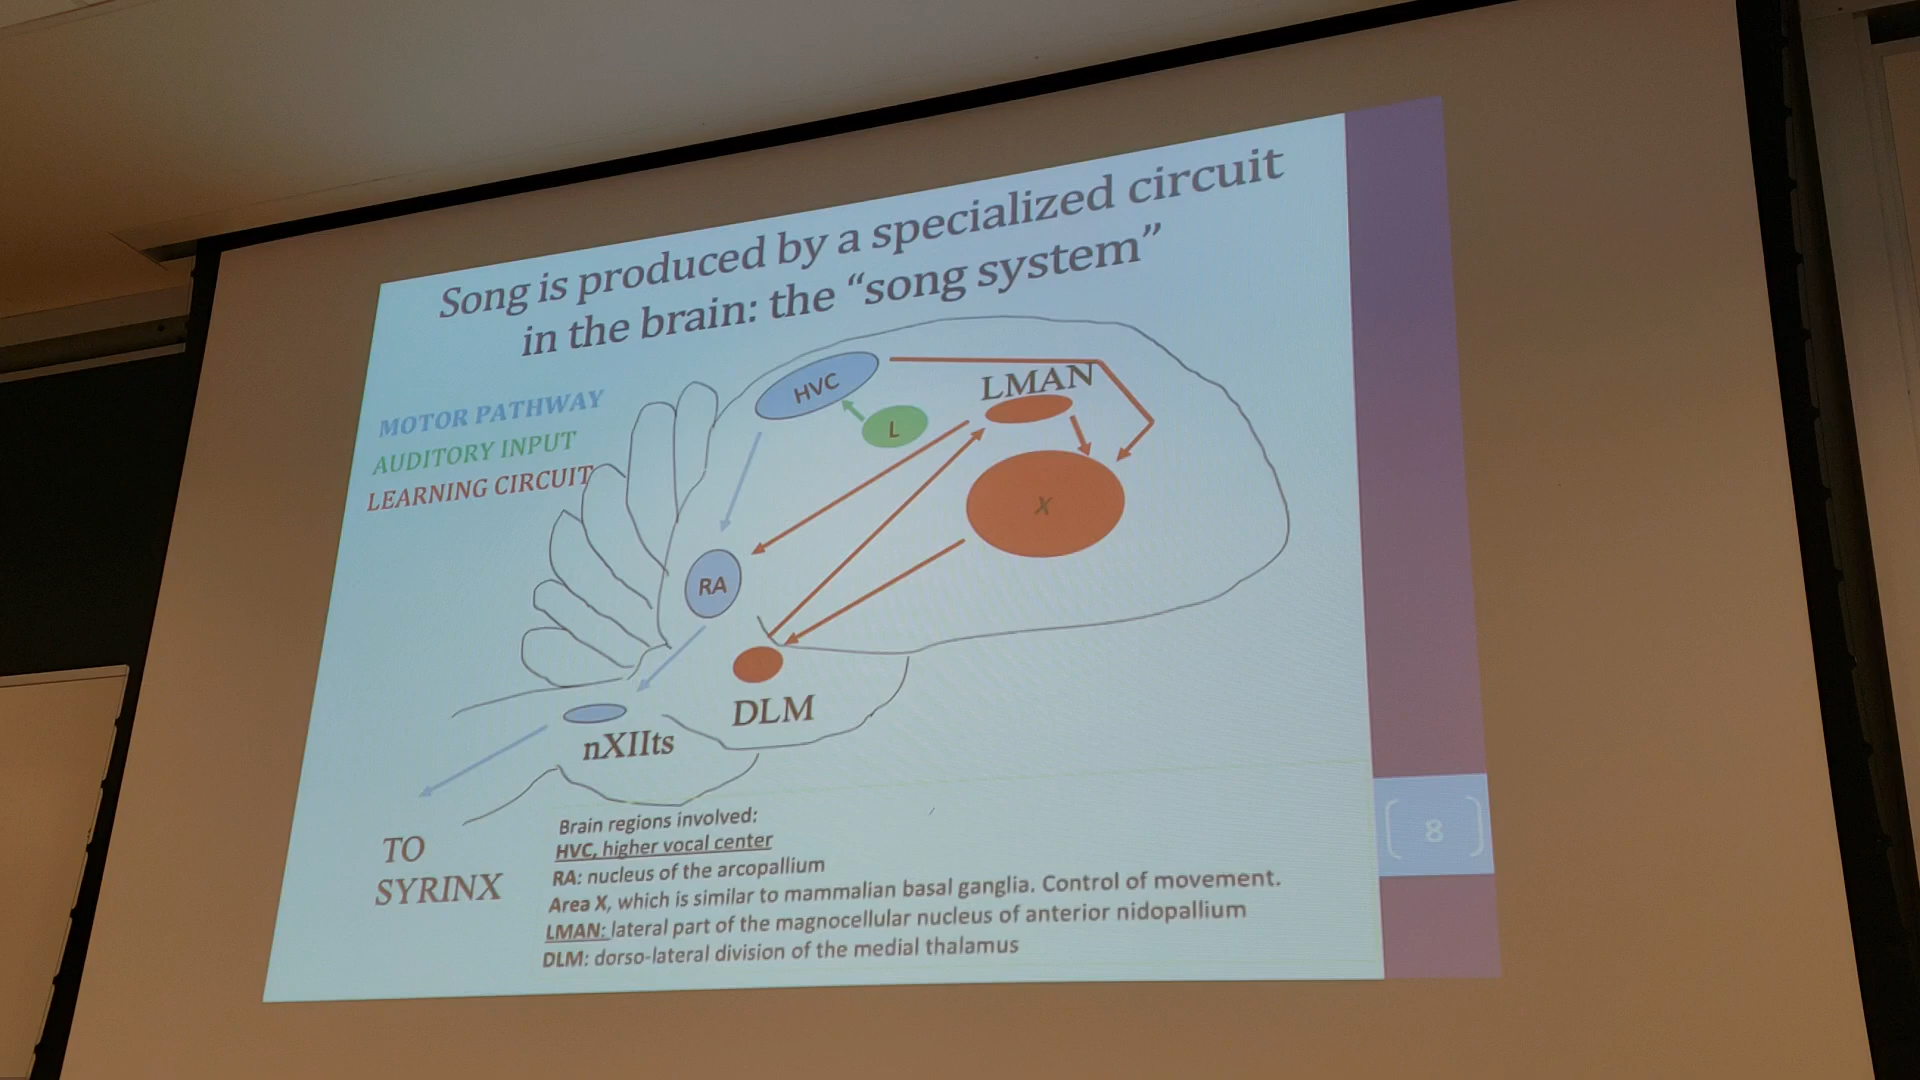 Song is produced by a specialized circuit
in the brain: the “song system”
MOTOR PATHWAY
AUDITORY INPUT
LEARNING CIRCUIT
HVC
L
LMAN
X
RA
DLM
nXIIts
TO
SYRINX
Brain regions involved:
HVC, higher vocal center
RA: nucleus of the arcopallium
Area X, which is similar to mammalian basal ganglia. Control of movement.
LMAN: lateral part of the magnocellular nucleus of anterior nidopallium
DLM: dorso-lateral division of the medial thalamus
8